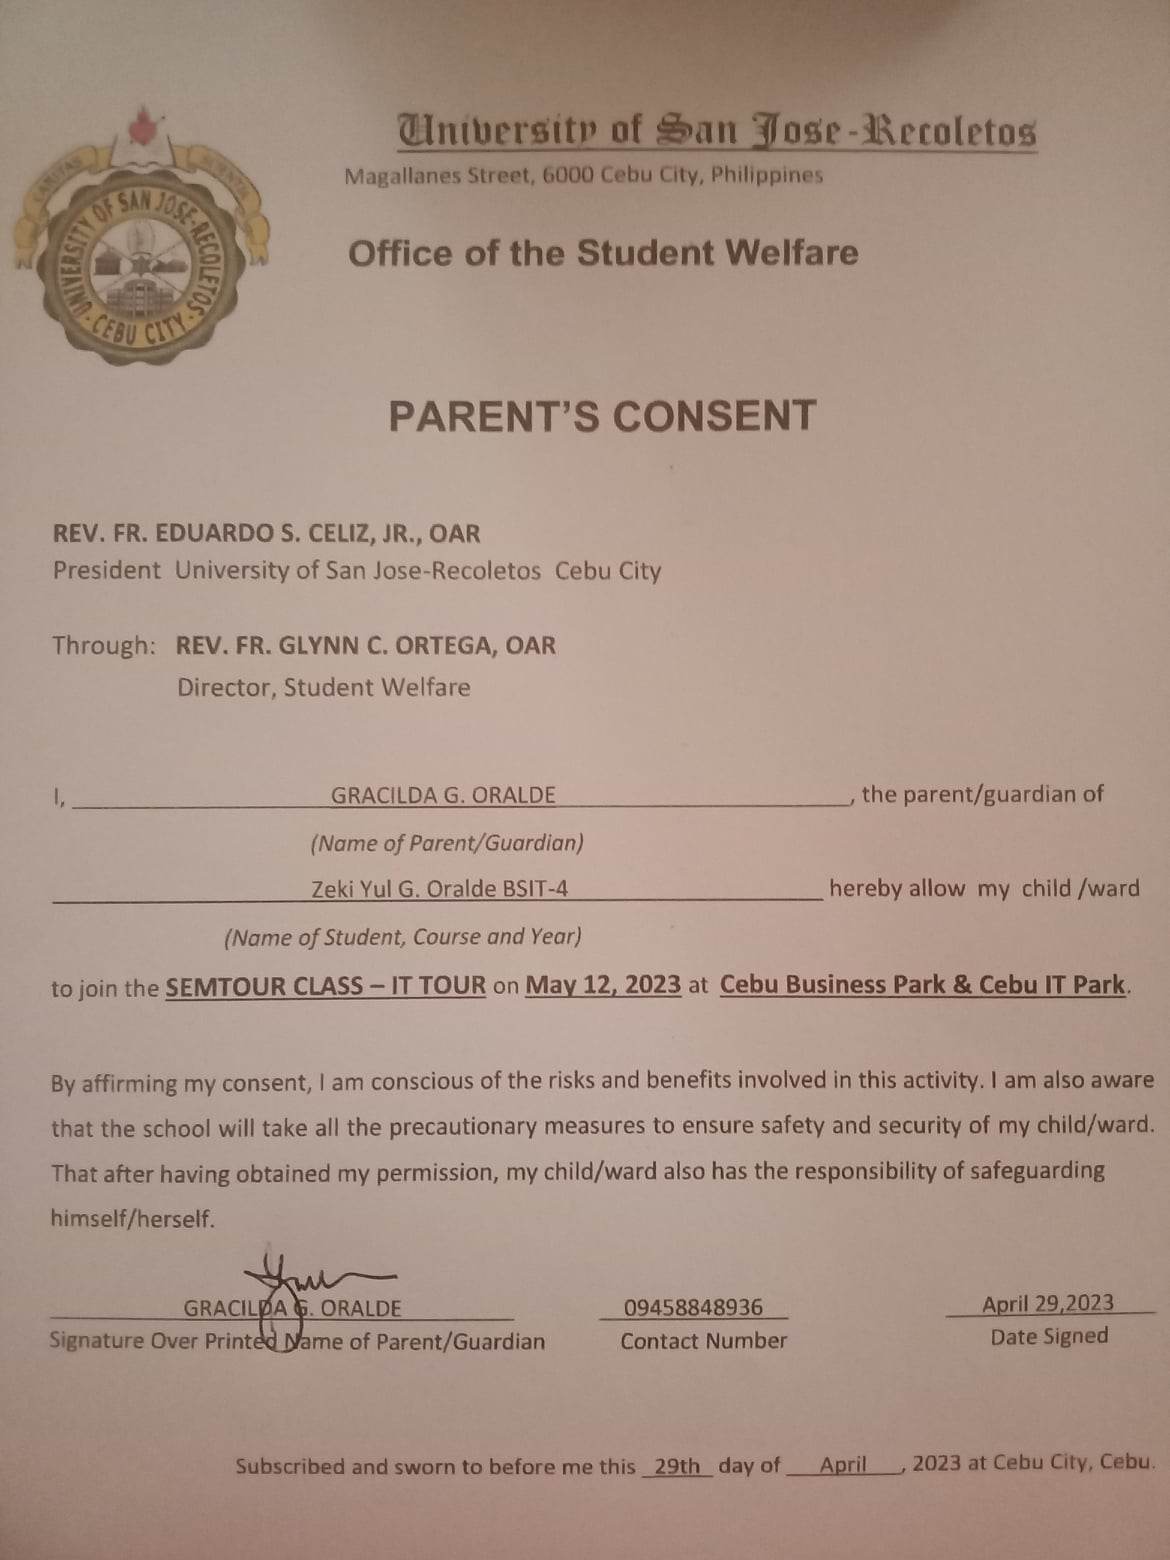 University of San Jose-Recoletos
Magallanes Street, 6000 Cebu City, Philippines
CARITAS SCIENTIA
UNIVERSITY OF SAN JOSE-RECOLETOS
· CEBU CITY ·
Office of the Student Welfare
PARENT'S CONSENT
REV. FR. EDUARDO S. CELIZ, JR., OAR
President University of San Jose-Recoletos Cebu City
Through: REV. FR. GLYNN C. ORTEGA, OAR
Director, Student Welfare
I, GRACILDA G. ORALDE, the parent/guardian of
(Name of Parent/Guardian)
Zeki Yul G. Oralde BSIT-4 hereby allow my child /ward
(Name of Student, Course and Year)
to join the SEMTOUR CLASS – IT TOUR on May 12, 2023 at Cebu Business Park & Cebu IT Park.
By affirming my consent, I am conscious of the risks and benefits involved in this activity. I am also aware
that the school will take all the precautionary measures to ensure safety and security of my child/ward.
That after having obtained my permission, my child/ward also has the responsibility of safeguarding
himself/herself.
GRACILDA G. ORALDE 09458848936 April 29,2023
Signature Over Printed Name of Parent/Guardian Contact Number Date Signed
Subscribed and sworn to before me this 29th day of April, 2023 at Cebu City, Cebu.